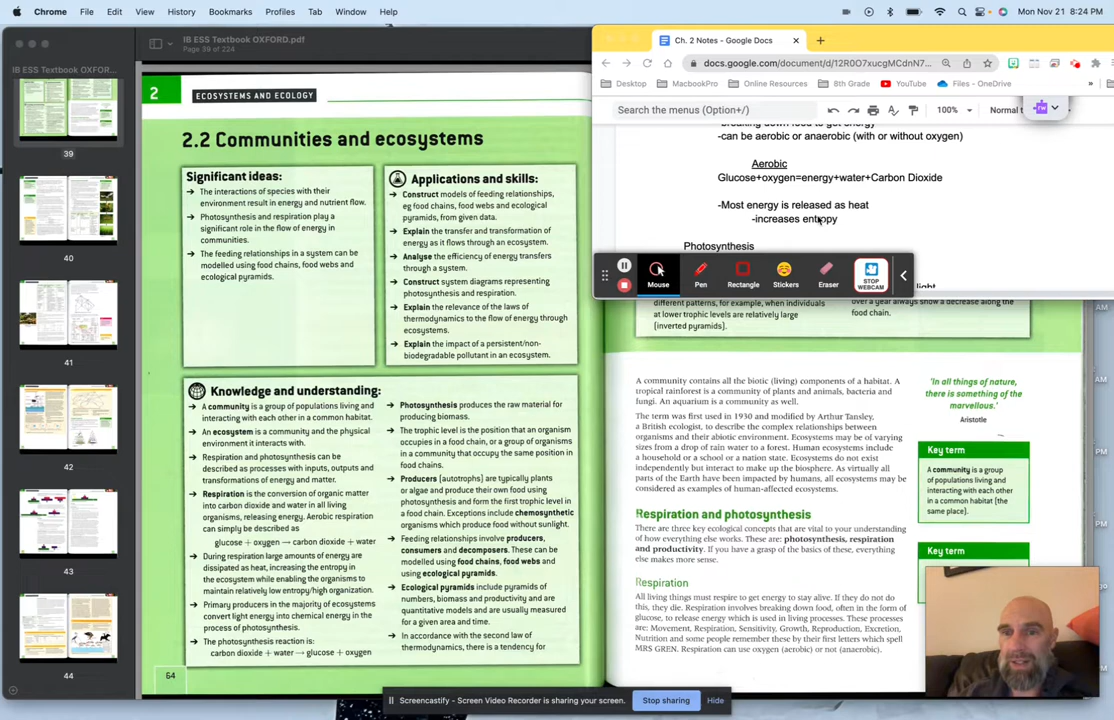 Chrome File Edit View History Bookmarks Profiles Tab Window Help
Mon Nov 21 8:24 PM
IB ESS Textbook OXFORD.pdf
Page 39 of 224
IB ESS Textbook OXFOR...
39
40
41
42
43
44
2
ECOSYSTEMS AND ECOLOGY
2.2 Communities and ecosystems
Significant ideas:
→ The interactions of species with their
environment result in energy and nutrient flow.
→ Photosynthesis and respiration play a
significant role in the flow of energy in
communities.
→ The feeding relationships in a system can be
modelled using food chains, food webs and
ecological pyramids.
Applications and skills:
→ Construct models of feeding relationships,
eg food chains, food webs and ecological
pyramids, from given data.
→ Explain the transfer and transformation of
energy as it flows through an ecosystem.
→ Analyse the efficiency of energy transfers
through a system.
→ Construct system diagrams representing
photosynthesis and respiration.
→ Explain the relevance of the laws of
thermodynamics to the flow of energy through
ecosystems.
→ Explain the impact of a persistent/non-
biodegradable pollutant in an ecosystem.
Knowledge and understanding:
→ A community is a group of populations living and
interacting with each other in a common habitat.
→ An ecosystem is a community and the physical
environment it interacts with.
→ Respiration and photosynthesis can be
described as processes with inputs, outputs and
transformations of energy and matter.
→ Respiration is the conversion of organic matter
into carbon dioxide and water in all living
organisms, releasing energy. Aerobic respiration
can simply be described as
glucose + oxygen → carbon dioxide + water
→ During respiration large amounts of energy are
dissipated as heat, increasing the entropy in
the ecosystem while enabling the organisms to
maintain relatively low entropy/high organization.
→ Primary producers in the majority of ecosystems
convert light energy into chemical energy in the
process of photosynthesis.
→ The photosynthesis reaction is:
carbon dioxide + water → glucose + oxygen
→ Photosynthesis produces the raw material for
producing biomass.
→ The trophic level is the position that an organism
occupies in a food chain, or a group of organisms
in a community that occupy the same position in
food chains.
→ Producers (autotrophs) are typically plants
or algae and produce their own food using
photosynthesis and form the first trophic level in
a food chain. Exceptions include chemosynthetic
organisms which produce food without sunlight.
→ Feeding relationships involve producers,
consumers and decomposers. These can be
modelled using food chains, food webs and
using ecological pyramids.
→ Ecological pyramids include pyramids of
numbers, biomass and productivity and are
quantitative models and are usually measured
for a given area and time.
→ In accordance with the second law of
thermodynamics, there is a tendency for
64
Ch. 2 Notes - Google Docs
docs.google.com/document/d/12R0O7xucgMCdnN7...
Desktop MacbookPro Online Resources 8th Grade YouTube Files - OneDrive
Search the menus (Option+/)
100% Normal t
-breaking down food to get energy
-can be aerobic or anaerobic (with or without oxygen)
Aerobic
Glucose+oxygen=energy+water+Carbon Dioxide
-Most energy is released as heat
-increases entropy
Photosynthesis
light
Mouse Pen Rectangle Stickers Eraser STOP WEBCAM
different patterns, for example, when individuals
at lower trophic levels are relatively large
(inverted pyramids).
over a year always show a decrease along the
food chain.
A community contains all the biotic (living) components of a habitat. A
tropical rainforest is a community of plants and animals, bacteria and
fungi. An aquarium is a community as well.
The term was first used in 1930 and modified by Arthur Tansley,
a British ecologist, to describe the complex relationships between
organisms and their abiotic environment. Ecosystems may be of varying
sizes from a drop of rain water to a forest. Human ecosystems include
a household or a school or a nation state. Ecosystems do not exist
independently but interact to make up the biosphere. As virtually all
parts of the Earth have been impacted by humans, all ecosystems may be
considered as examples of human-affected ecosystems.
Respiration and photosynthesis
There are three key ecological concepts that are vital to your understanding
of how everything else works. These are: photosynthesis, respiration
and productivity. If you have a grasp of the basics of these, everything
else makes more sense.
Respiration
All living things must respire to get energy to stay alive. If they do not do
this, they die. Respiration involves breaking down food, often in the form of
glucose, to release energy which is used in living processes. These processes
are: Movement, Respiration, Sensitivity, Growth, Reproduction, Excretion,
Nutrition and some people remember these by their first letters which spell
MRS GREN. Respiration can use oxygen (aerobic) or not (anaerobic).
'In all things of nature,
there is something of the
marvellous.'
Aristotle
Key term
A community is a group
of populations living and
interacting with each other
in a common habitat (the
same place).
Key term
AM
AM
AM
Screencastify - Screen Video Recorder is sharing your screen. Stop sharing Hide